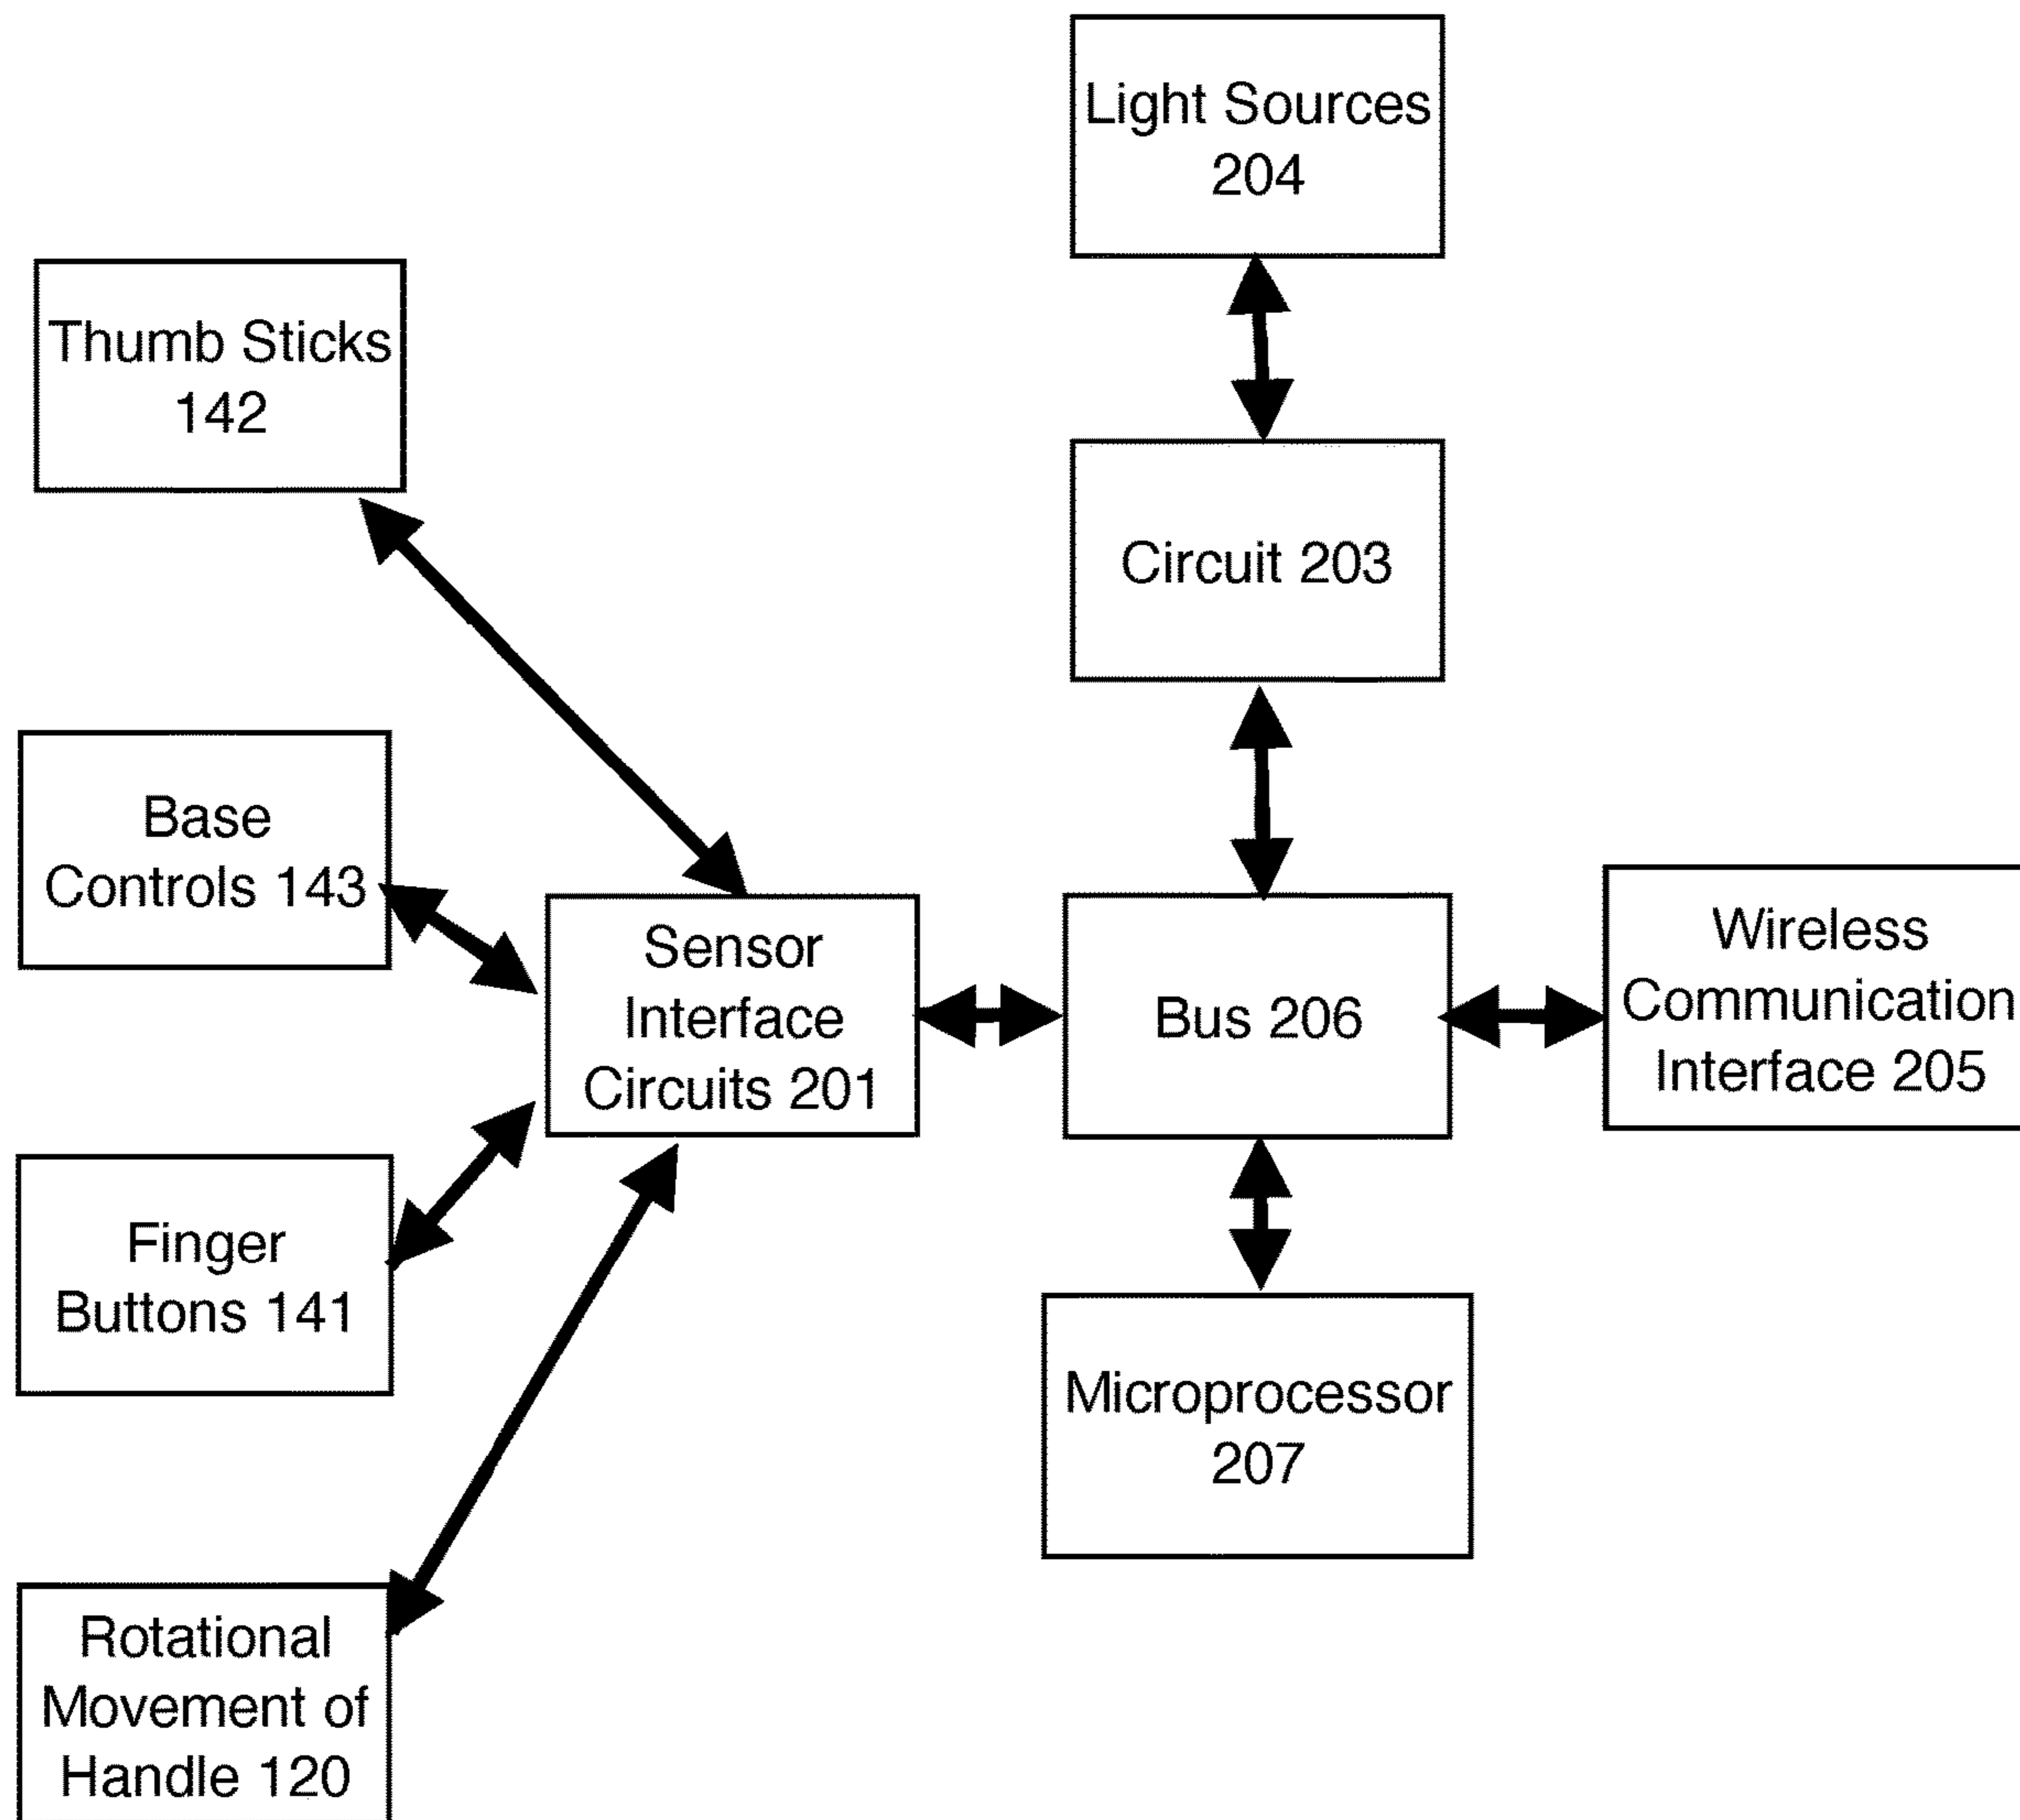 Light Sources
204
Thumb Sticks
142
Circuit 203
Base
Controls 143
Sensor
Interface
Circuits 201
Bus 206
Wireless
Communication
Interface 205
Finger
Buttons 141
Microprocessor
207
Rotational
Movement of
Handle 120